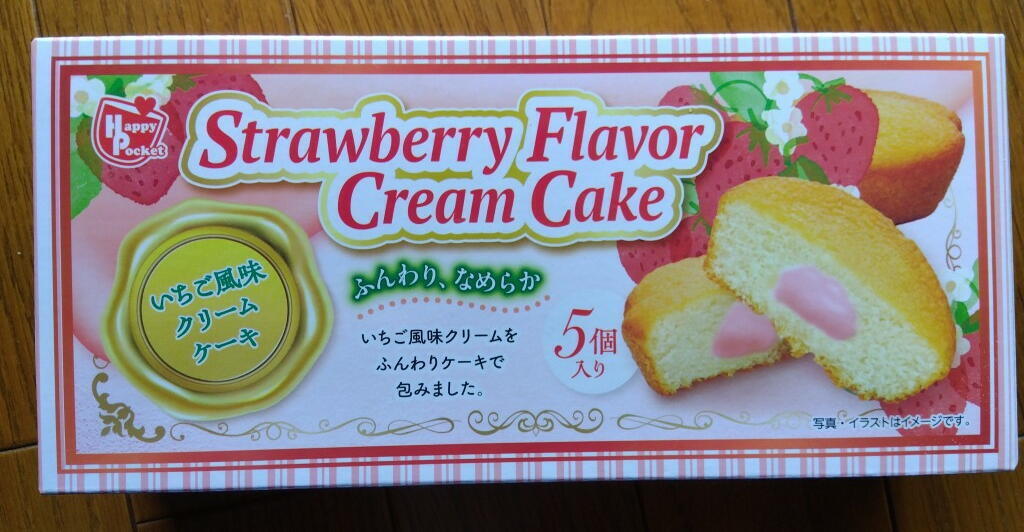 Happy
Pocket
Strawberry Flavor
Cream Cake
いちご風味
クリーム
ケーキ
ふんわり、なめらか
いちご風味クリームを
ふんわりケーキで
包みました。
5個
入り
写真・イラストはイメージです。